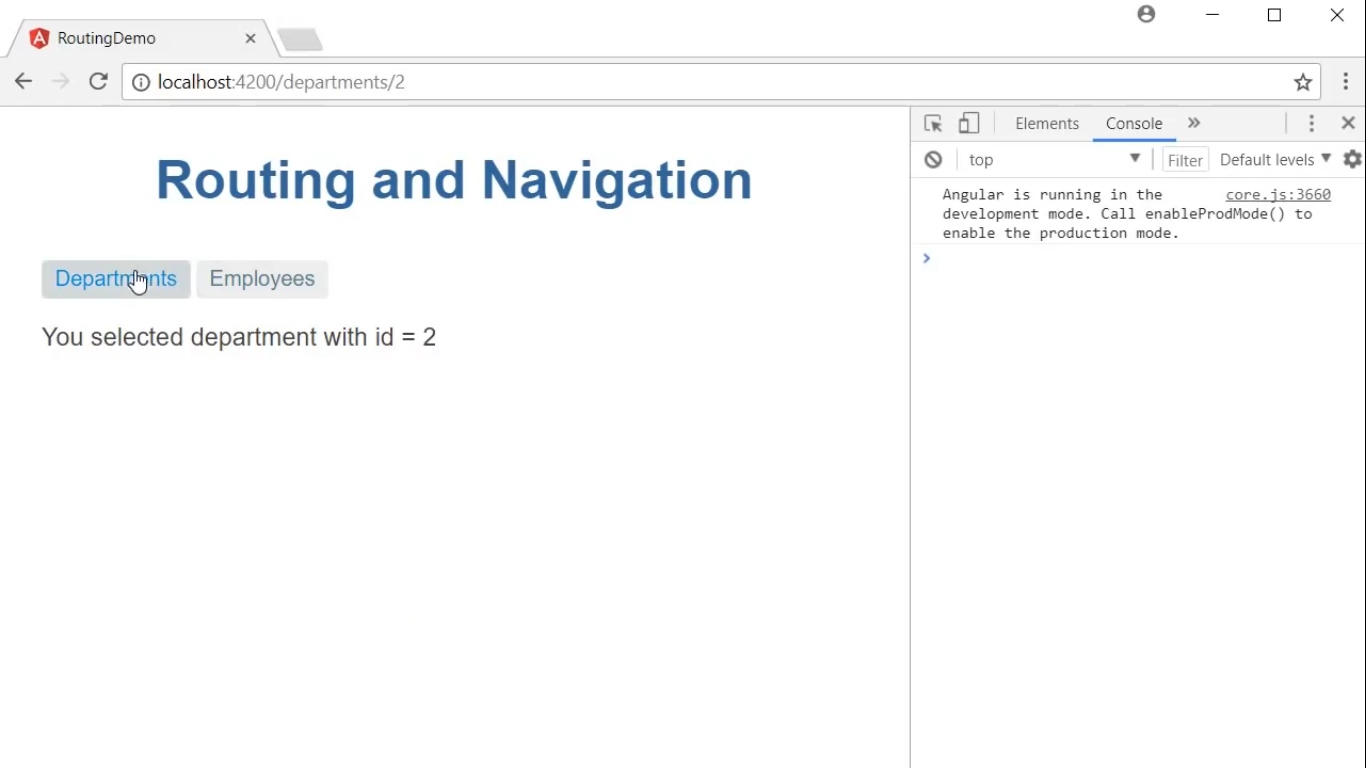 RoutingDemo
localhost:4200/departments/2
Elements Console
top Filter Default levels
Routing and Navigation
Angular is running in the core.js:3660
development mode. Call enableProdMode() to
enable the production mode.
Departments Employees
You selected department with id = 2